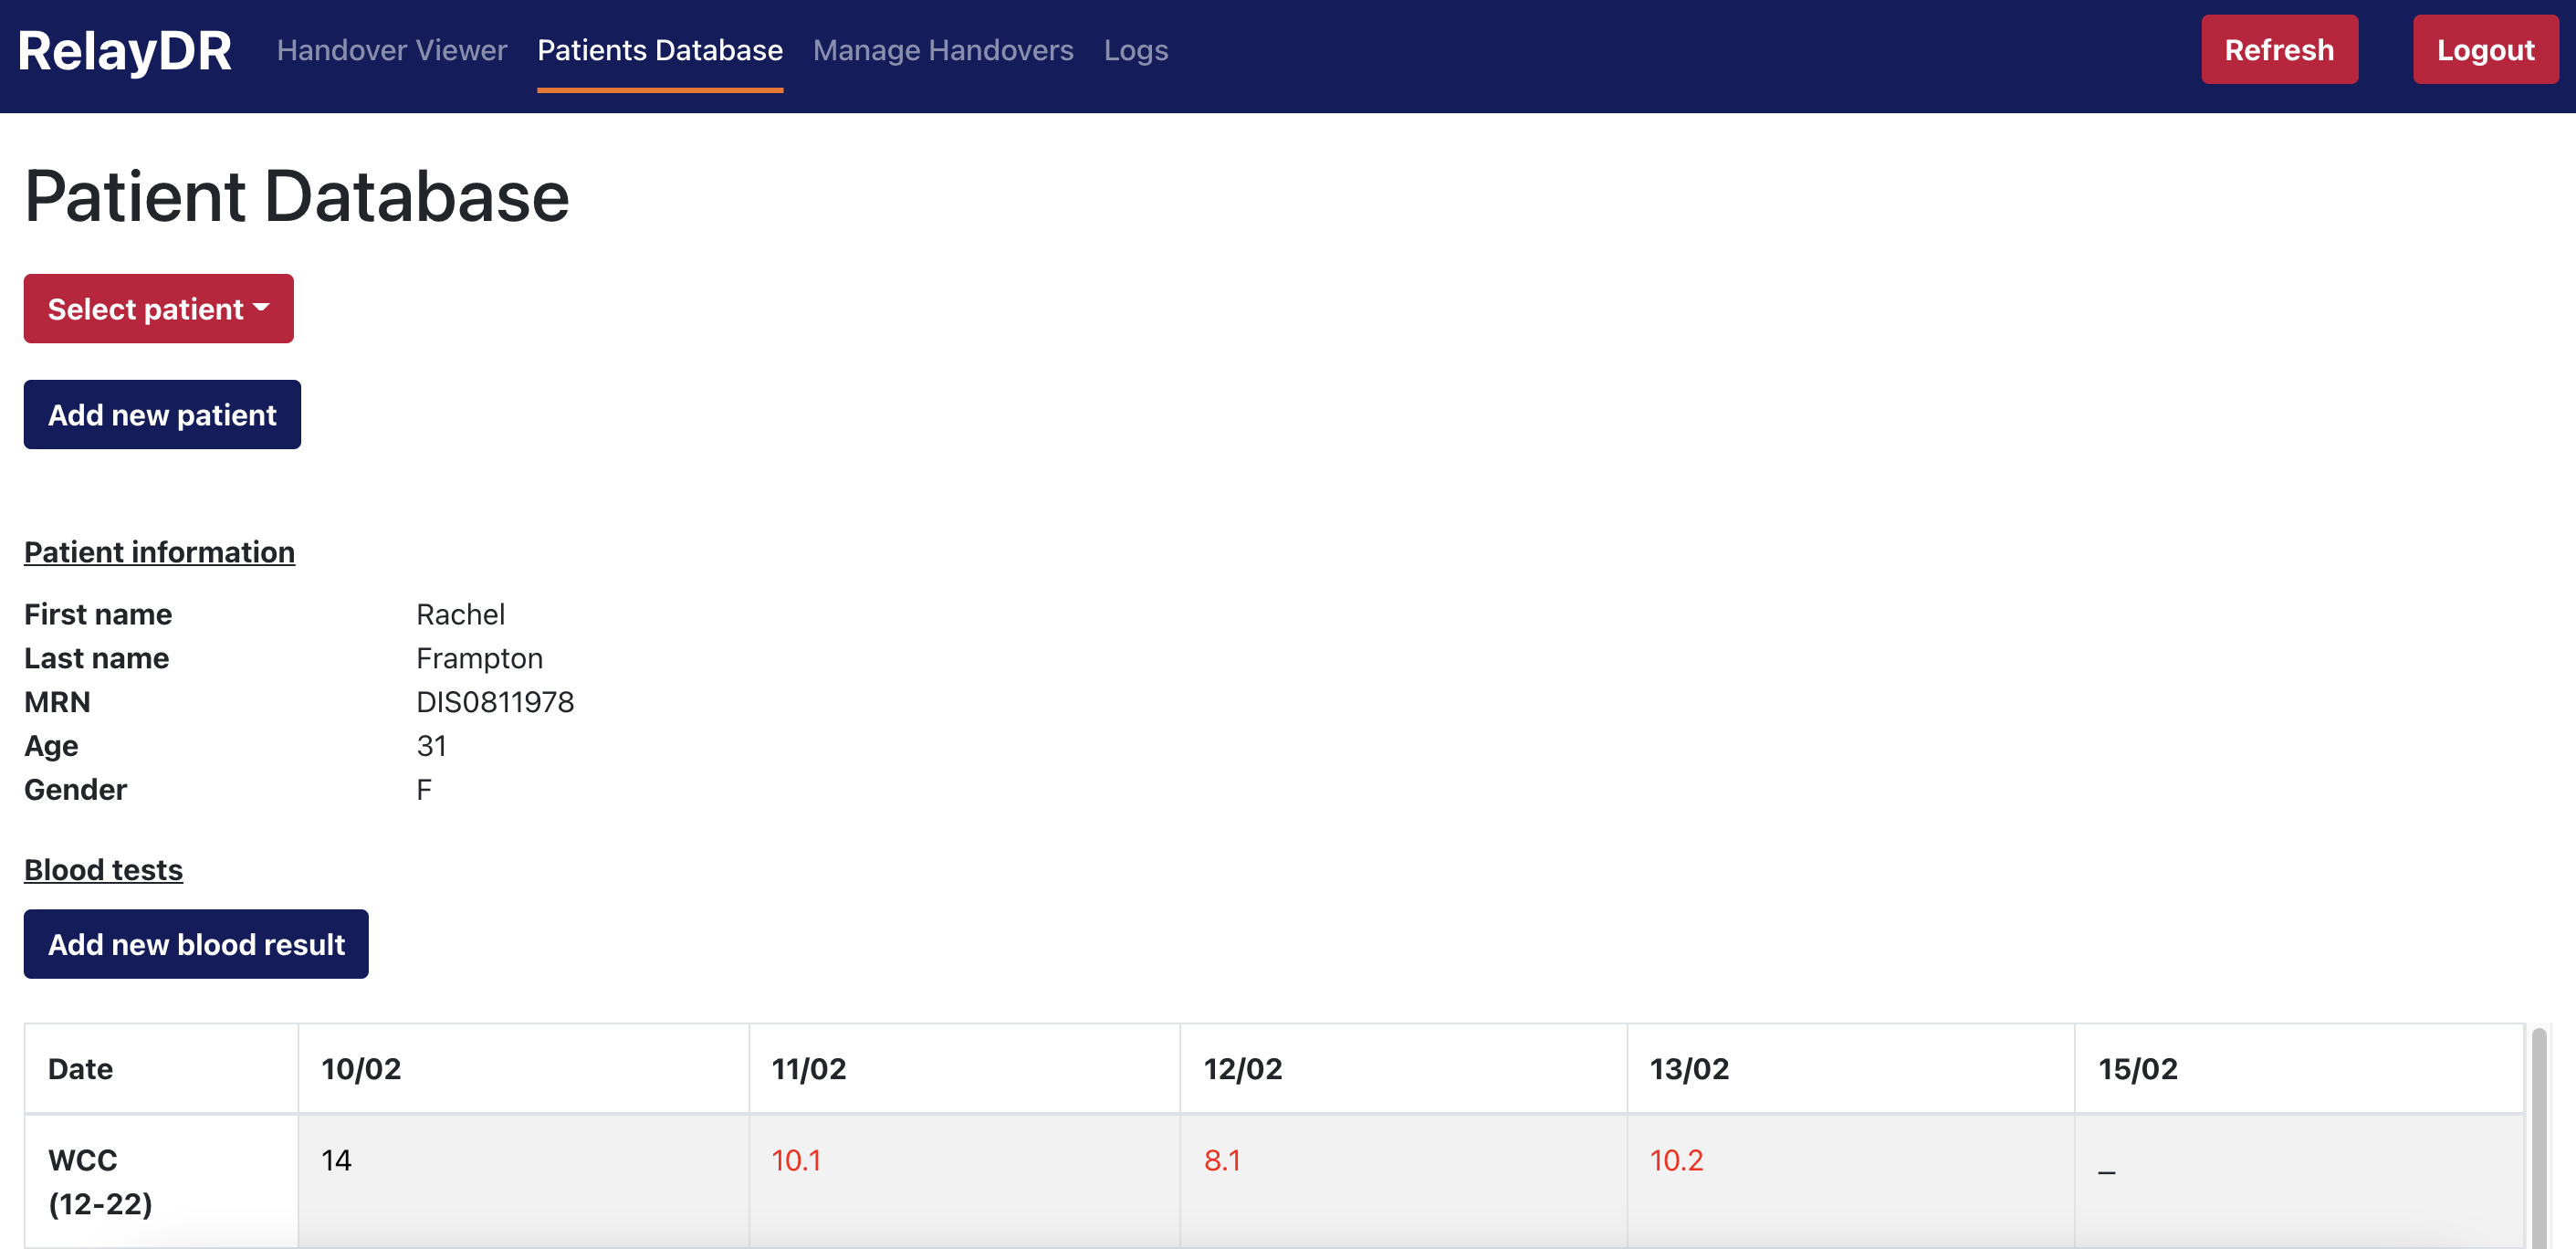 RelayDR Handover Viewer Patients Database Manage Handovers Logs Refresh Logout
Patient Database
Select patient
Add new patient
Patient information
First name Rachel
Last name Frampton
MRN DIS0811978
Age 31
Gender F
Blood tests
Add new blood result
Date 10/02 11/02 12/02 13/02 15/02
WCC 14 10.1 8.1 10.2 _
(12-22)